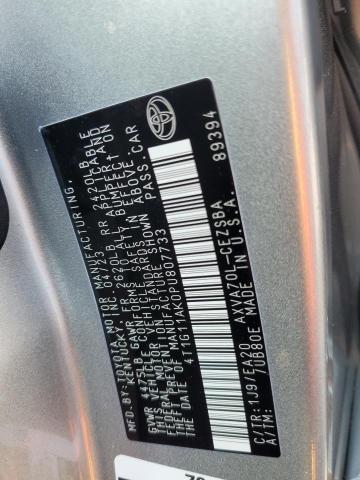 MFD.BY:TOYOTA MOTOR MANUFACTURING,
KENTUCKY, INC. 04/23
GVWR 4475LB GAWR FR 2620LB RR 2420LB
THIS VEHICLE CONFORMS TO ALL APPLICABLE
FEDERAL MOTOR VEHICLE SAFETY, BUMPER, AND
THEFT PREVENTION STANDARDS IN EFFECT ON
THE DATE OF MANUFACTURE SHOWN ABOVE.
4T1G11AK0PU807733 PASS.CAR
C/TR:1J9/EA20 AXVA70L-CEZSBA
A/TM: /UB80E MADE IN U.S.A. 89394